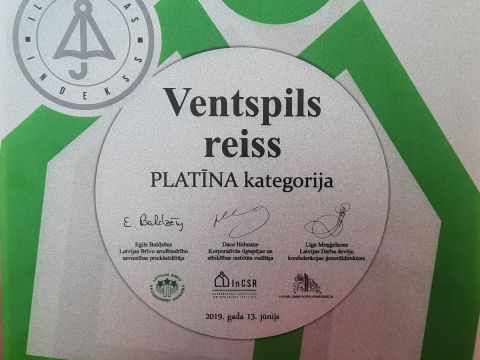 INDEKSS
Ventspils
reiss
PLATĪNA kategorija
E. Baldzēns
Egils Baldzēns
Latvijas Brīvo arodbiedrību
savienības priekšsēdētājs
Dace Helmane
Korporatīvās ilgtspējas un
atbildības institūta vadītāja
Līga Meņģelsone
Latvijas Darba devēju
konfederācijas ģenerāldirektore
InCSR
2019. gada 13. jūnijs